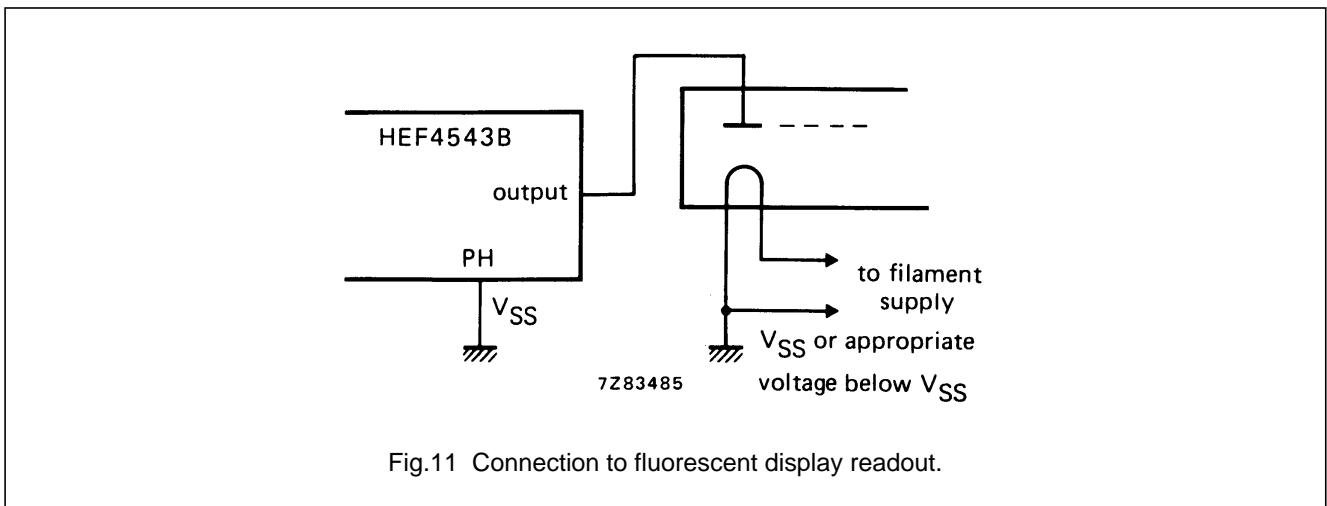 HEF4543B
output
PH
VSS
to filament
supply
VSS or appropriate
voltage below VSS
7Z83485
Fig.11 Connection to fluorescent display readout.